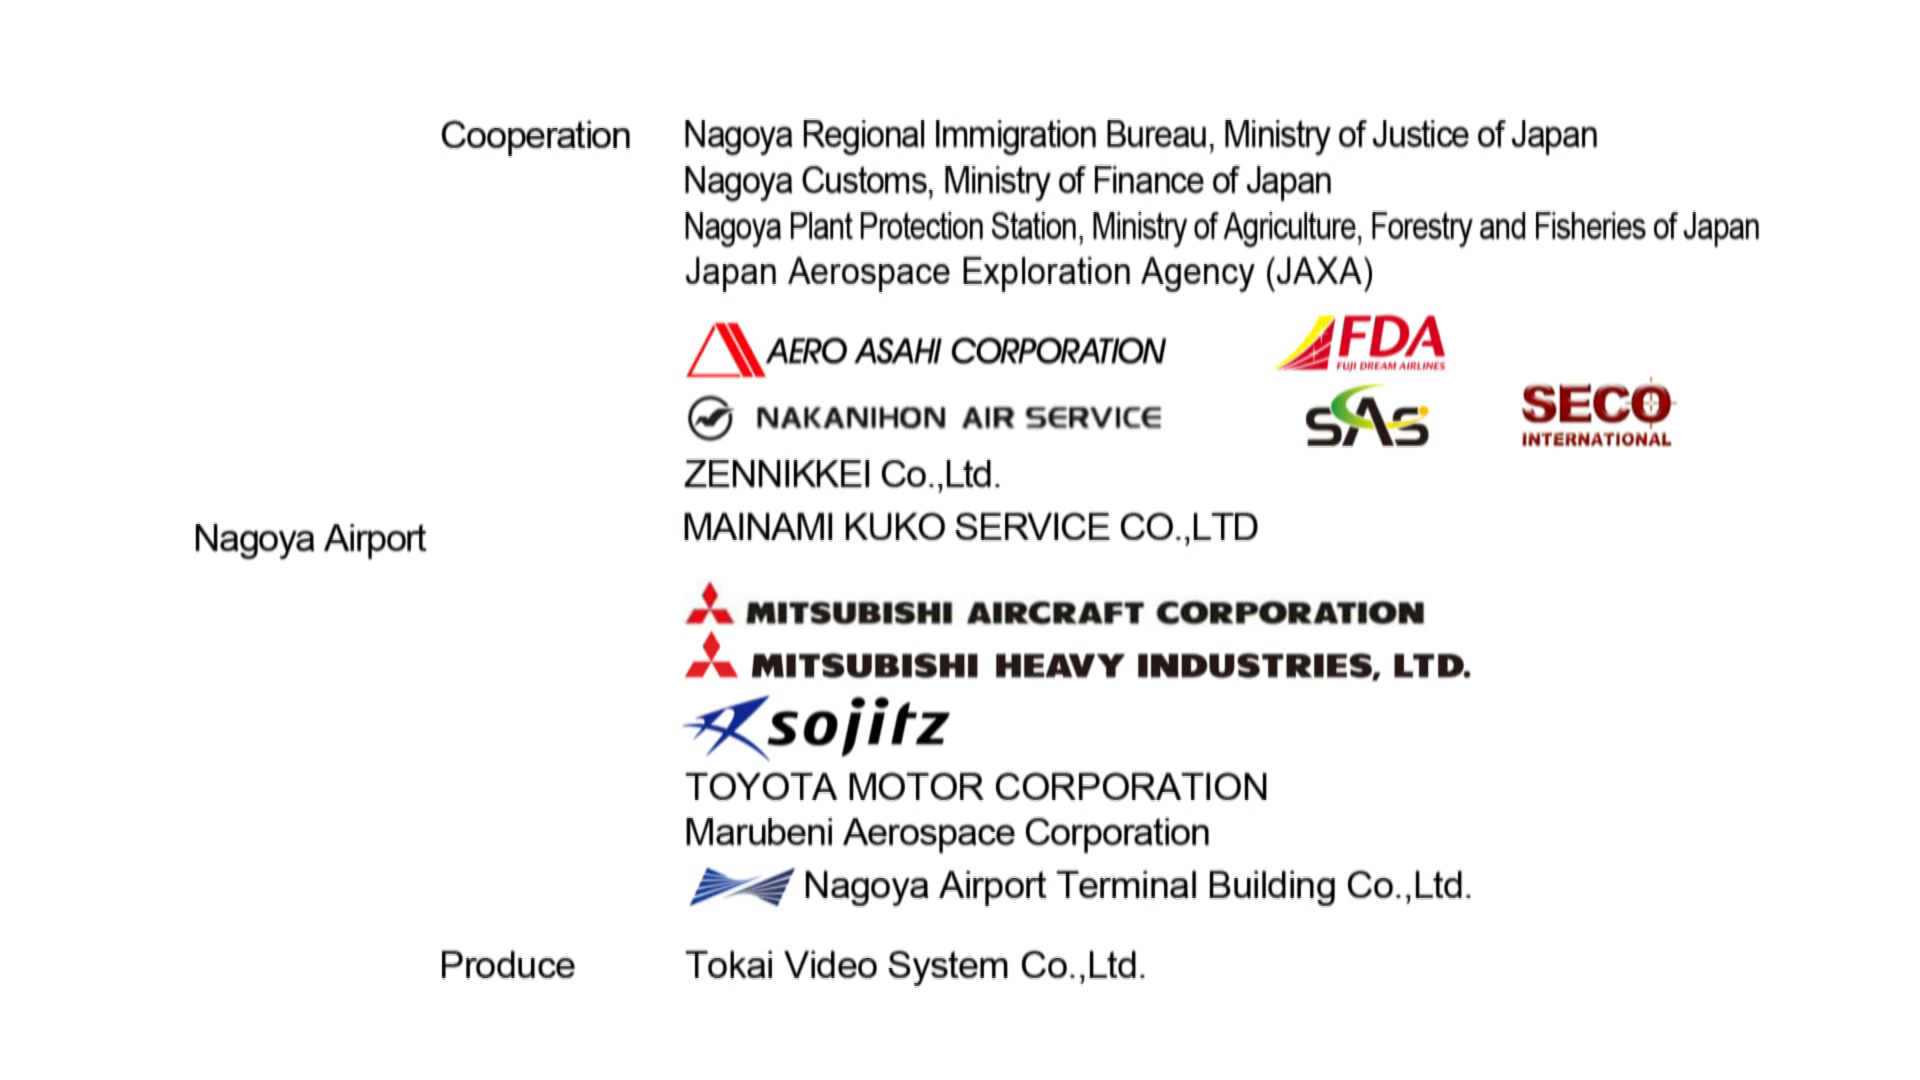 Cooperation Nagoya Regional Immigration Bureau, Ministry of Justice of Japan
Nagoya Customs, Ministry of Finance of Japan
Nagoya Plant Protection Station, Ministry of Agriculture, Forestry and Fisheries of Japan
Japan Aerospace Exploration Agency (JAXA)
AERO ASAHI CORPORATION FDA
FUJI DREAM AIRLINES
NAKANIHON AIR SERVICE SAS SECO
INTERNATIONAL
ZENNIKKEI Co.,Ltd.
Nagoya Airport MAINAMI KUKO SERVICE CO.,LTD
MITSUBISHI AIRCRAFT CORPORATION
MITSUBISHI HEAVY INDUSTRIES, LTD.
sojitz
TOYOTA MOTOR CORPORATION
Marubeni Aerospace Corporation
Nagoya Airport Terminal Building Co.,Ltd.
Produce Tokai Video System Co.,Ltd.